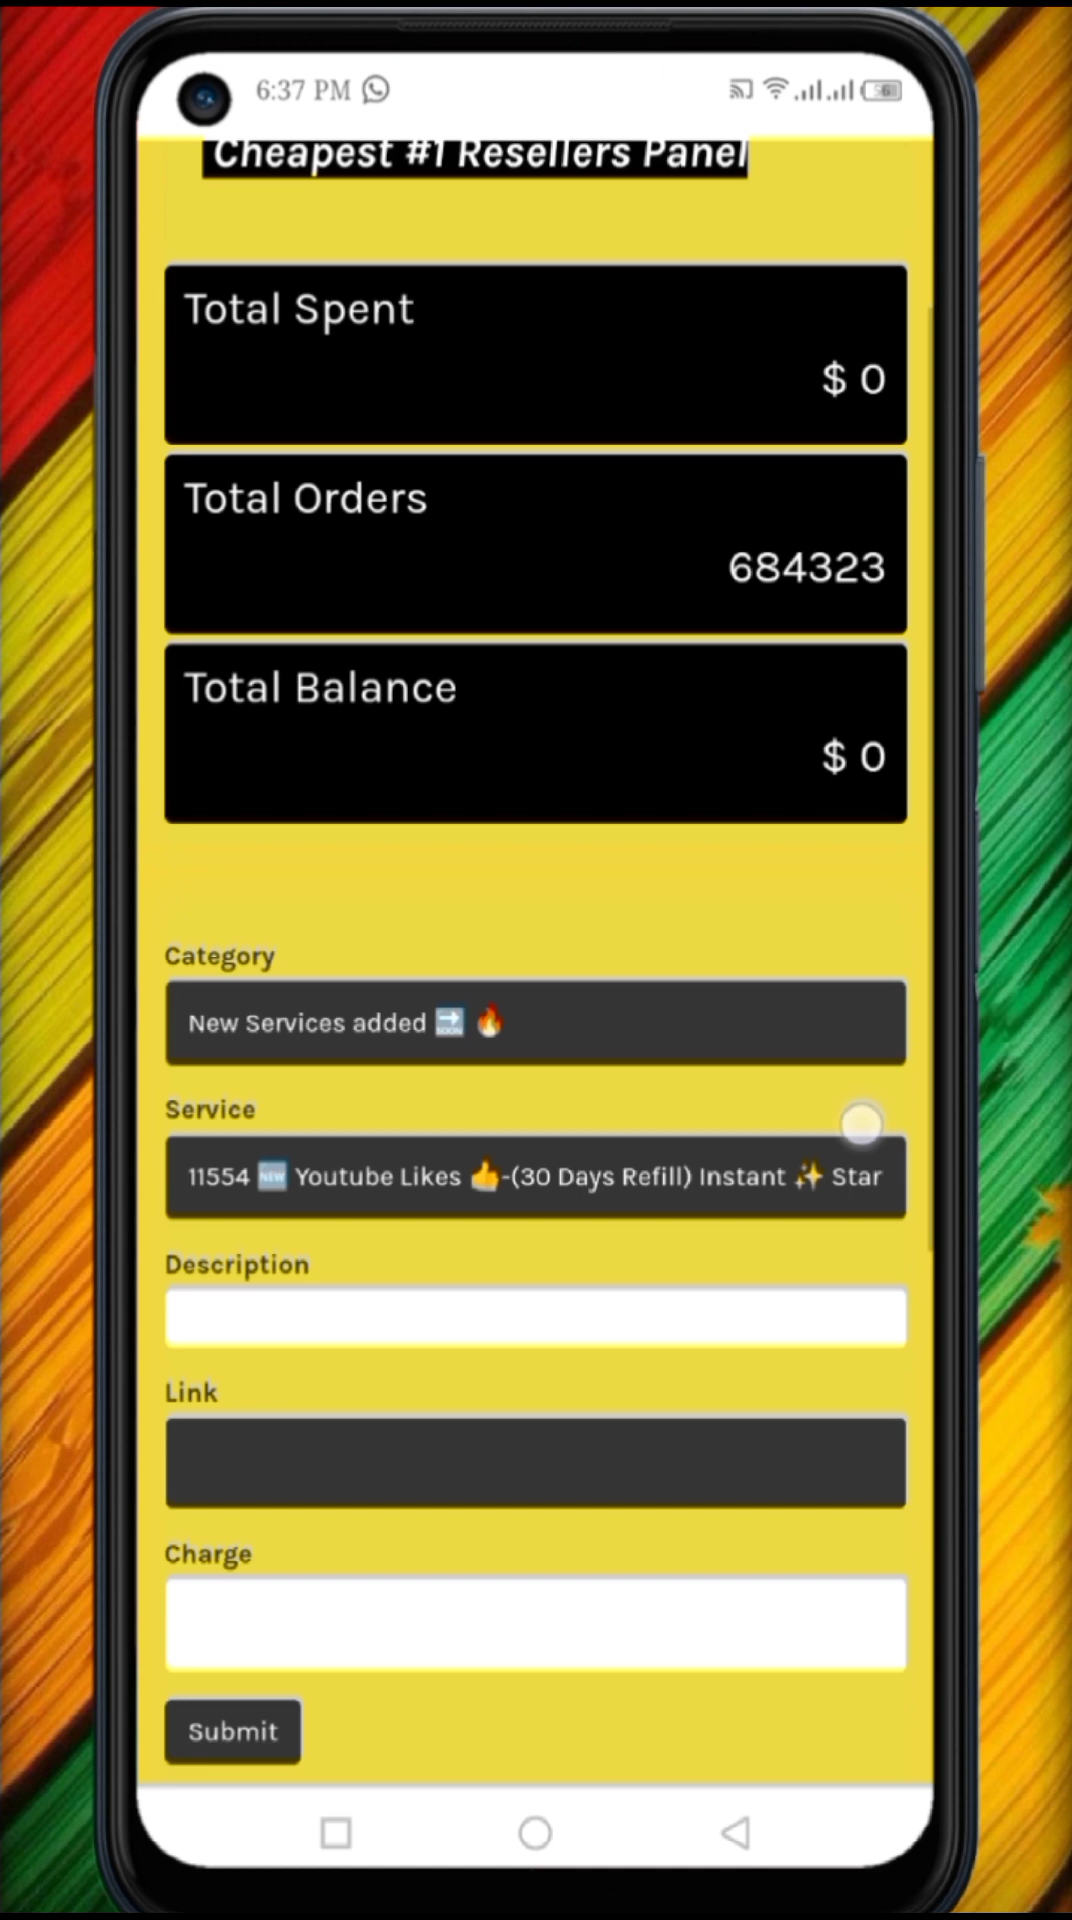 6:37 PM
Cheapest #1 Resellers Panel
Total Spent
$ 0
Total Orders
684323
Total Balance
$ 0
Category
New Services added 🔜 🔥
Service
11554 🆕 Youtube Likes 👍-(30 Days Refill) Instant ✨ Star
Description
Link
Charge
Submit